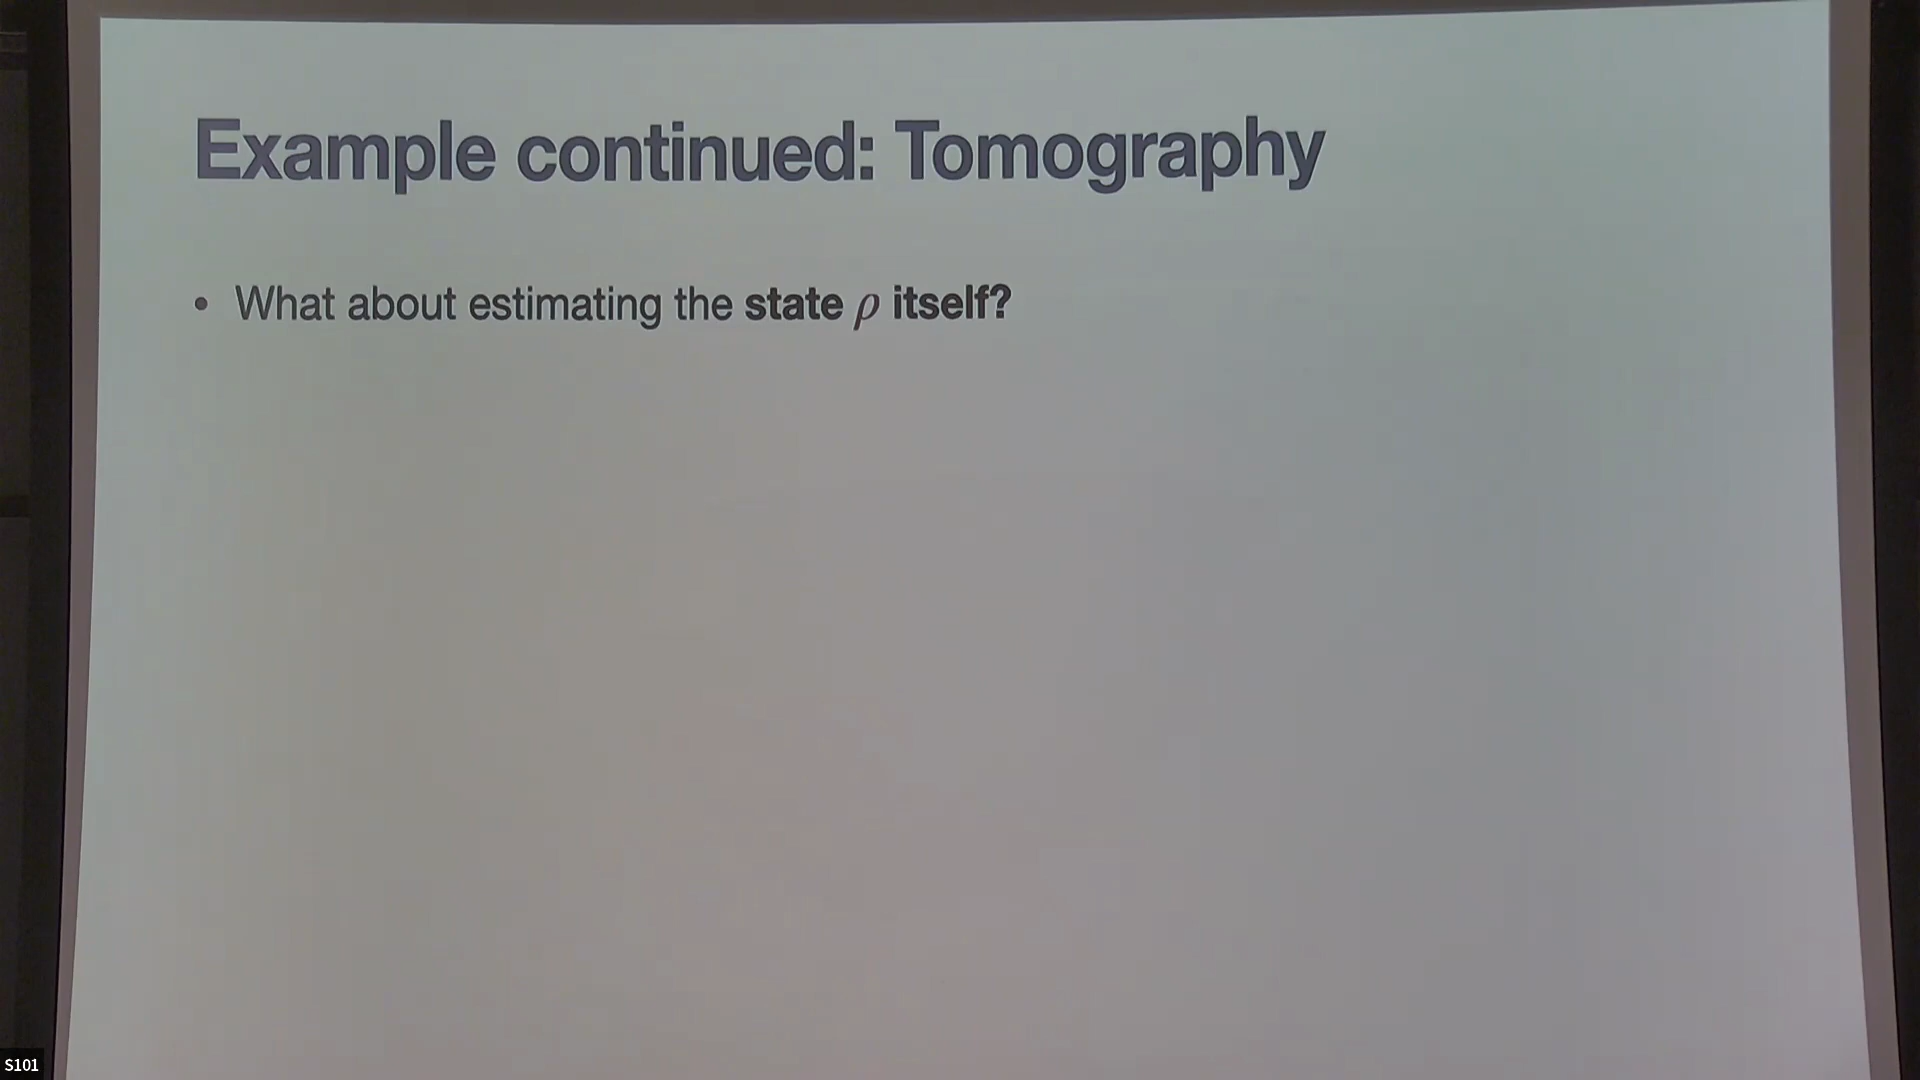 Example continued: Tomography
• What about estimating the state ρ itself?
S101